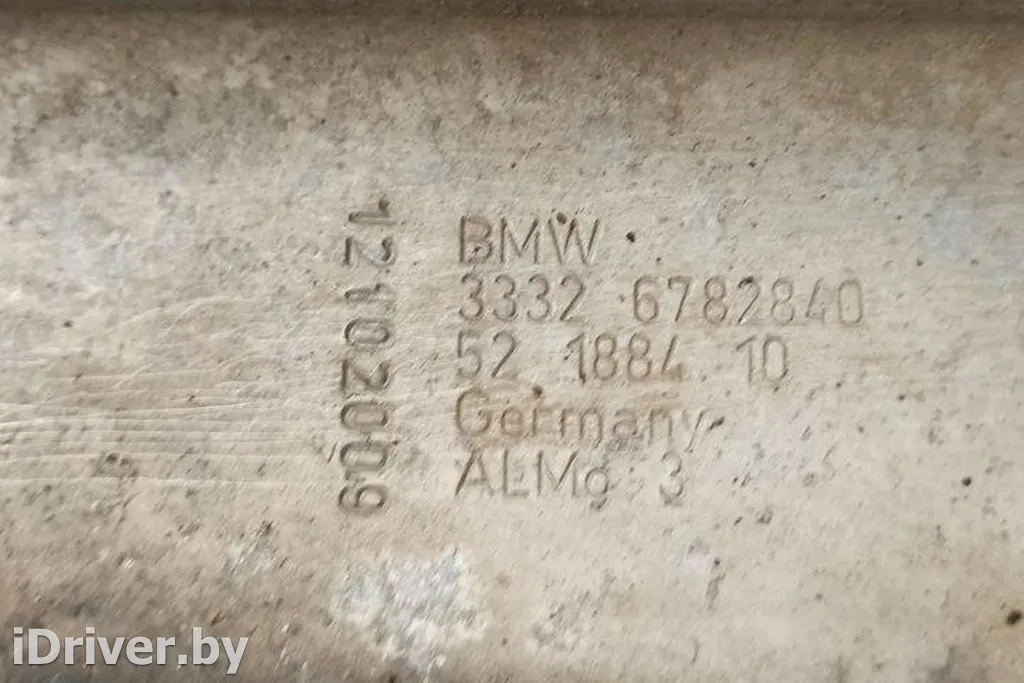 12102009
BMW
3332 6782840
52 1884 10
Germany
ALMg 3
iDriver.by